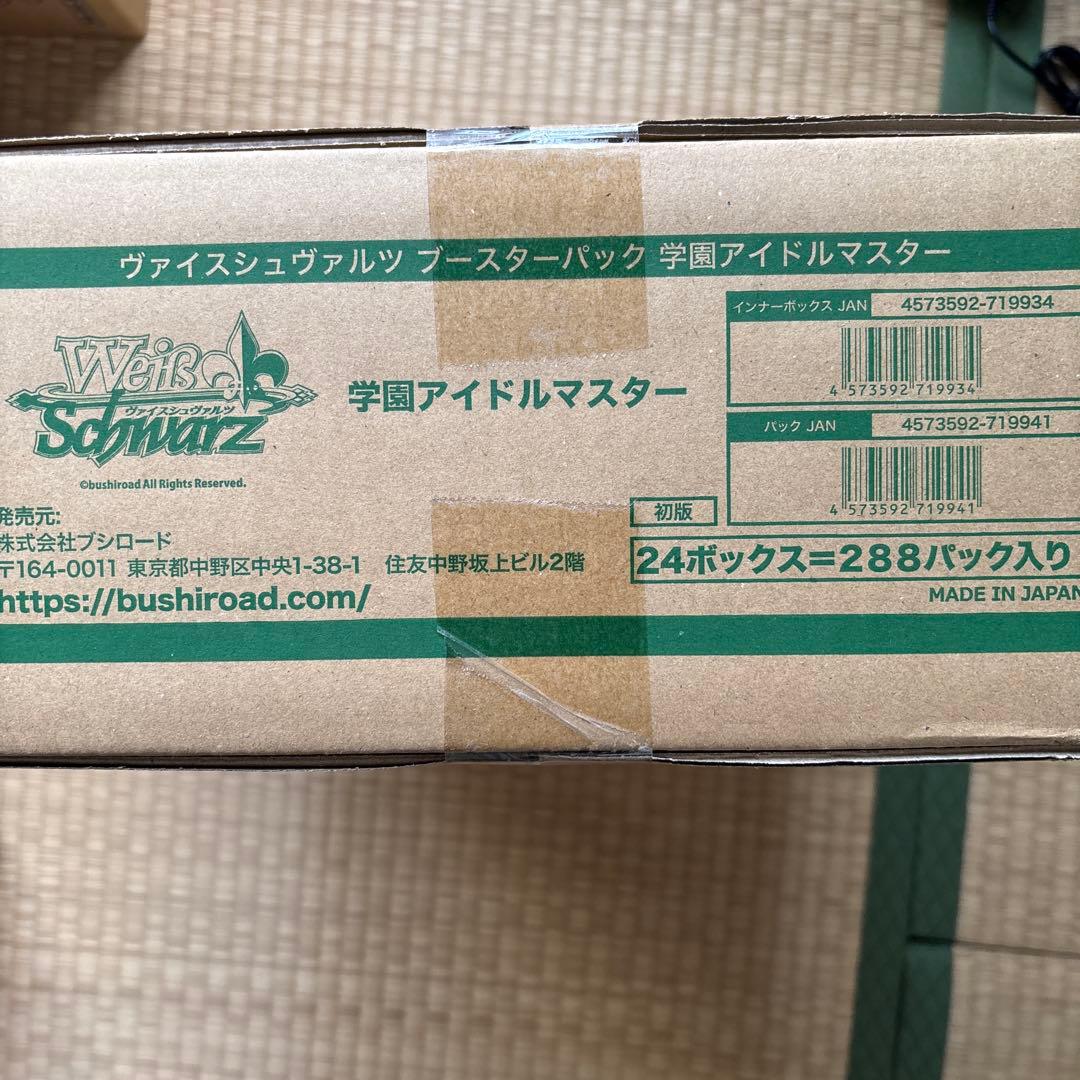 ヴァイスシュヴァルツ ブースターパック 学園アイドルマスター
Weiß
ヴァイスシュヴァルツ
Schwarz
©bushiroad All Rights Reserved.
学園アイドルマスター
インナーボックス JAN 4573592-719934
4 573592 719934
パック JAN 4573592-719941
4 573592 719941
初版
24ボックス=288パック入り
MADE IN JAPAN
発売元:
株式会社ブシロード
〒164-0011 東京都中野区中央1-38-1 住友中野坂上ビル2階
https://bushiroad.com/